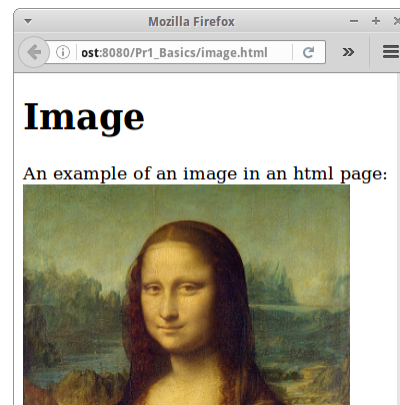 Mozilla Firefox
ost:8080/Pr1_Basics/image.html
Image
An example of an image in an html page: